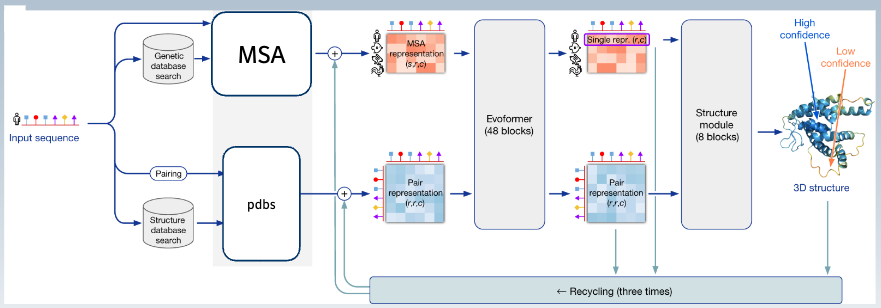 Input sequence
Genetic
database
search
MSA
Pairing
Structure
database
search
pdbs
MSA
representation
(s,r,c)
Pair
representation
(r,r,c)
Evoformer
(48 blocks)
Single repr. (r,c)
Pair
representation
(r,r,c)
Structure
module
(8 blocks)
High
confidence
Low
confidence
3D structure
← Recycling (three times)